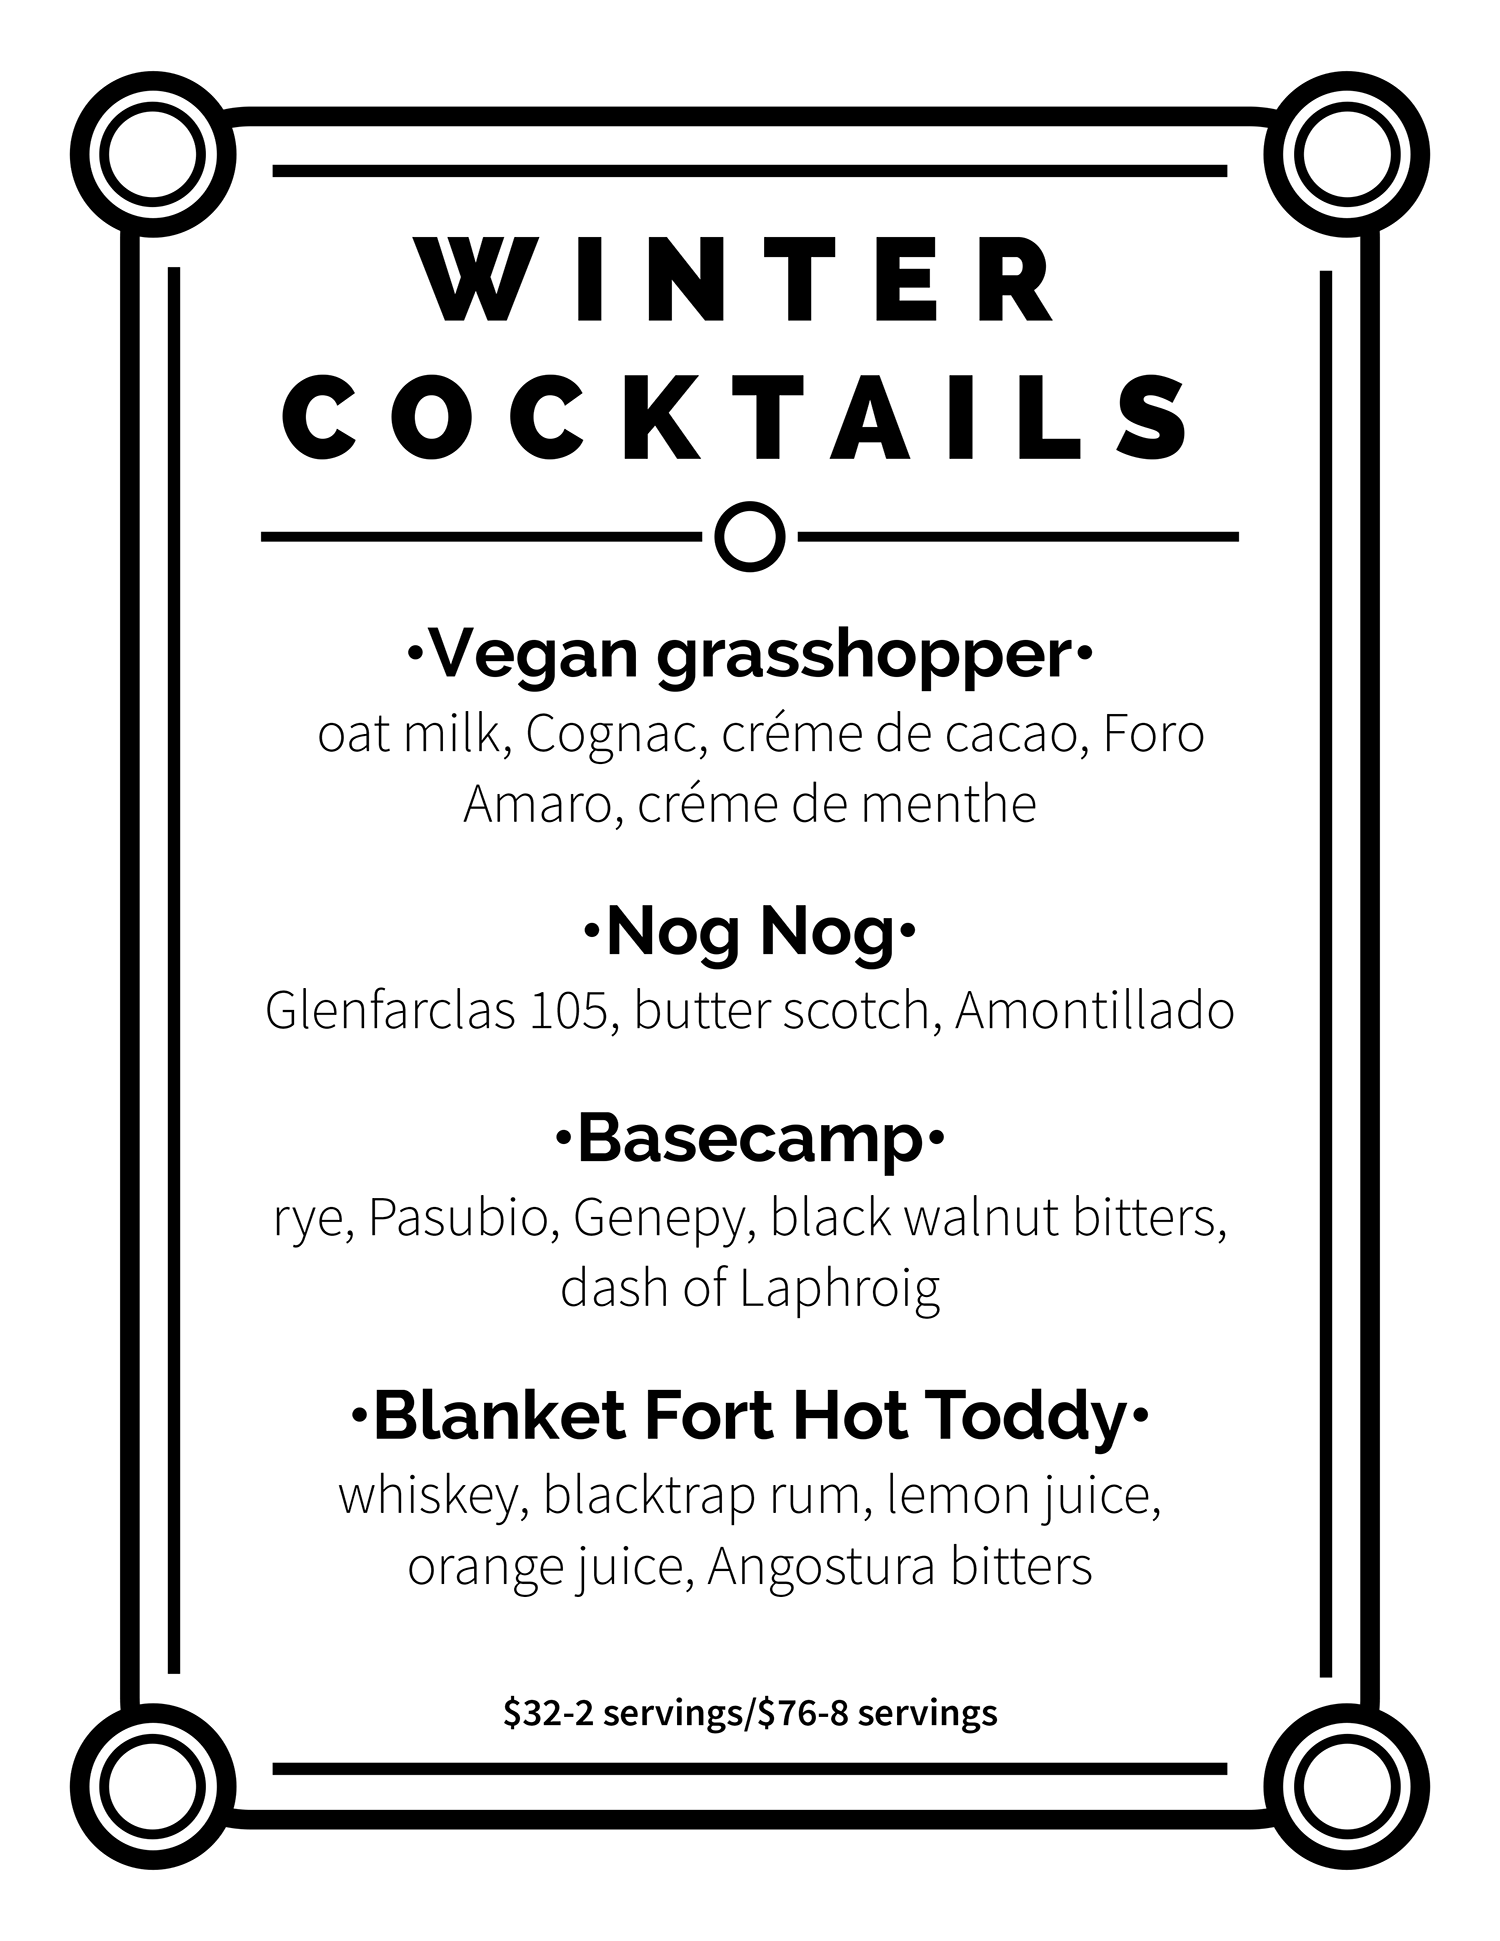 WINTER
COCKTAILS
•Vegan grasshopper•
oat milk, Cognac, créme de cacao, Foro
Amaro, créme de menthe
•Nog Nog•
Glenfarclas 105, butter scotch, Amontillado
•Basecamp•
rye, Pasubio, Genepy, black walnut bitters,
dash of Laphroig
•Blanket Fort Hot Toddy•
whiskey, blacktrap rum, lemon juice,
orange juice, Angostura bitters
$32-2 servings/$76-8 servings